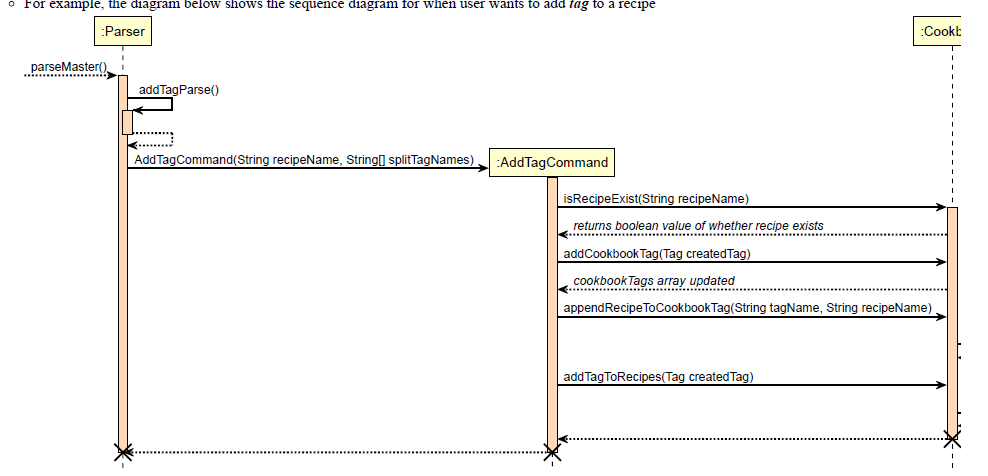 For example, the diagram below shows the sequence diagram for when user wants to add tag to a recipe
:Parser
:Cookb
parseMaster()
addTagParse()
AddTagCommand(String recipeName, String[] splitTagNames)
:AddTagCommand
isRecipeExist(String recipeName)
returns boolean value of whether recipe exists
addCookbookTag(Tag createdTag)
cookbookTags array updated
appendRecipeToCookbookTag(String tagName, String recipeName)
addTagToRecipes(Tag createdTag)